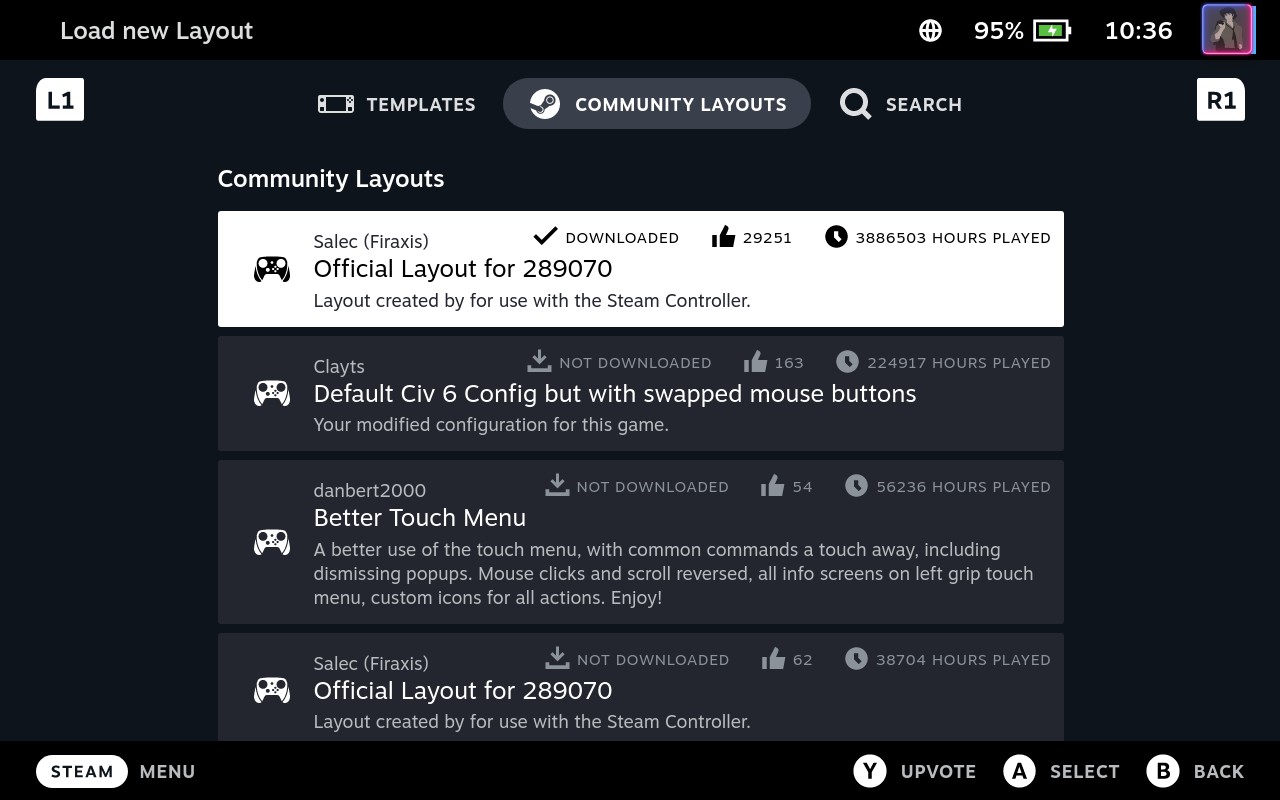 Load new Layout
95%
10:36
L1
TEMPLATES
COMMUNITY LAYOUTS
SEARCH
R1
Community Layouts
Salec (Firaxis)
DOWNLOADED
29251
3886503 HOURS PLAYED
Official Layout for 289070
Layout created by for use with the Steam Controller.
Clayts
NOT DOWNLOADED
163
224917 HOURS PLAYED
Default Civ 6 Config but with swapped mouse buttons
Your modified configuration for this game.
danbert2000
NOT DOWNLOADED
54
56236 HOURS PLAYED
Better Touch Menu
A better use of the touch menu, with common commands a touch away, including
dismissing popups. Mouse clicks and scroll reversed, all info screens on left grip touch
menu, custom icons for all actions. Enjoy!
Salec (Firaxis)
NOT DOWNLOADED
62
38704 HOURS PLAYED
Official Layout for 289070
Layout created by for use with the Steam Controller.
STEAM
MENU
Y
UPVOTE
A
SELECT
B
BACK